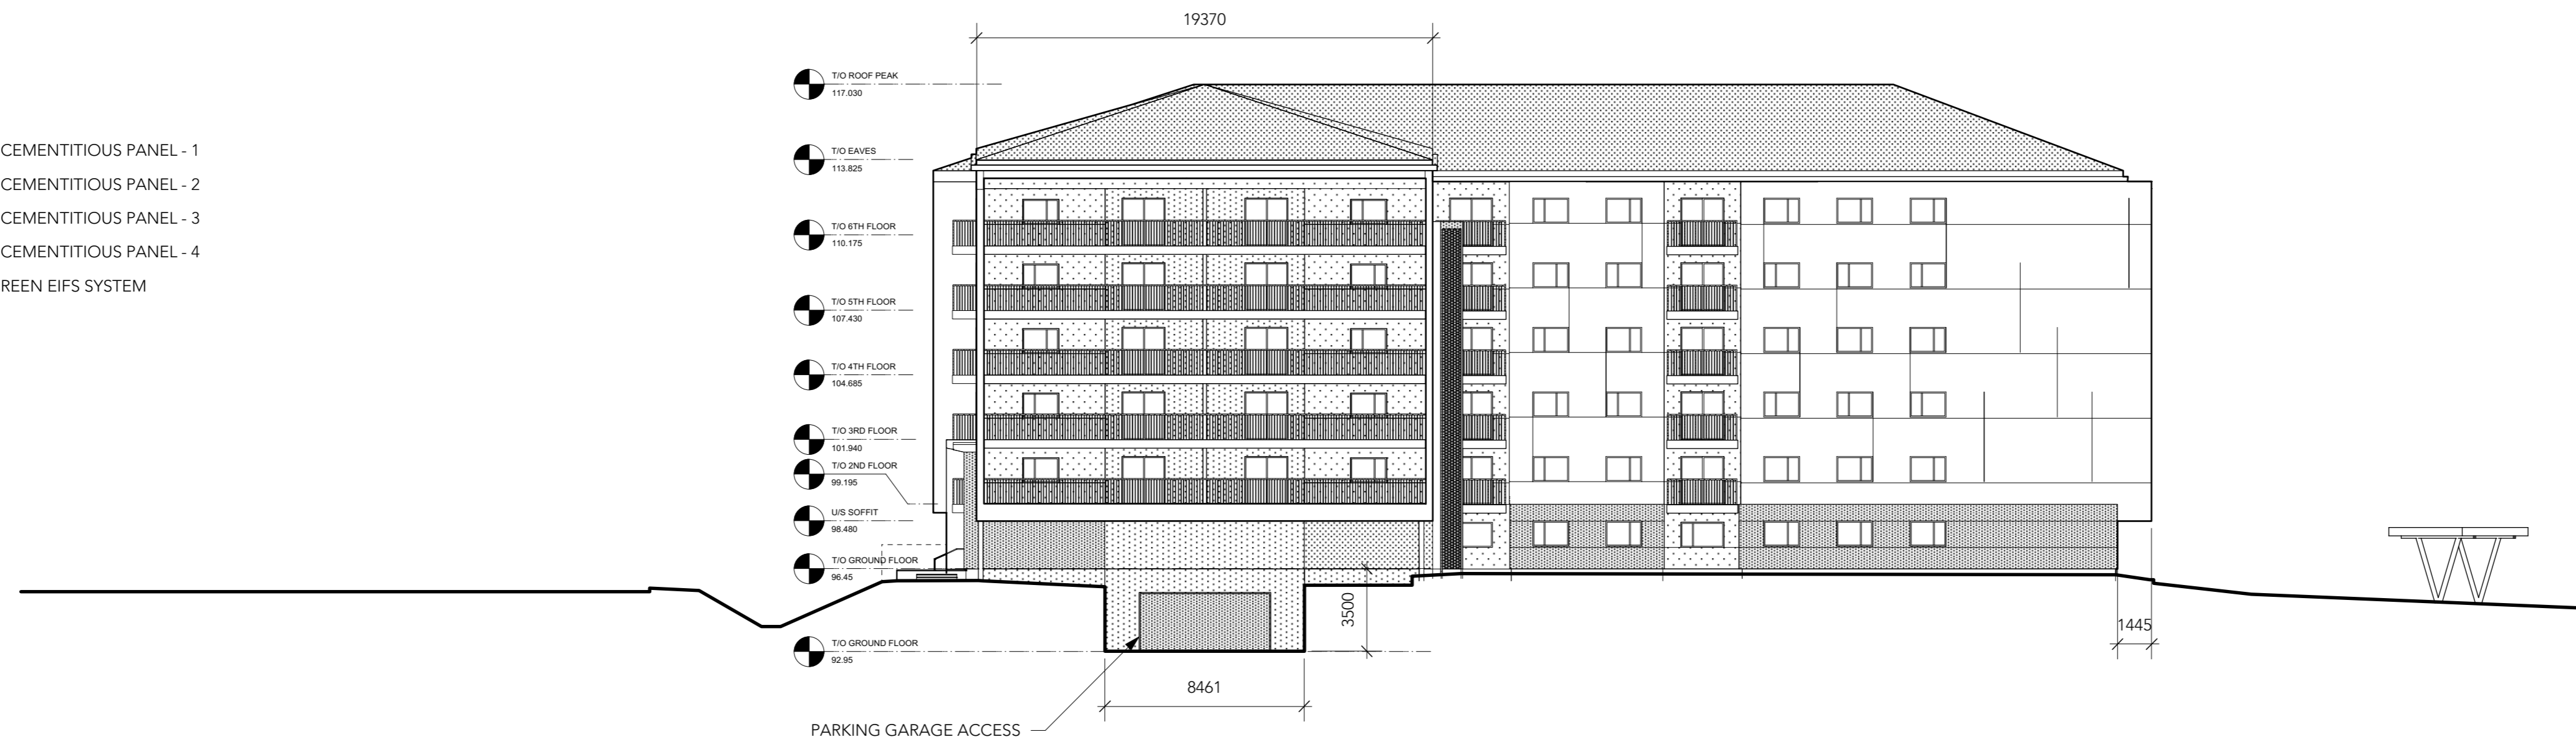 19370
T/O ROOF PEAK
117.030
CEMENTITIOUS PANEL - 1
CEMENTITIOUS PANEL - 2
CEMENTITIOUS PANEL - 3
CEMENTITIOUS PANEL - 4
REEN EIFS SYSTEM
T/O EAVES
113.825
T/O 6TH FLOOR
110.175
T/O 5TH FLOOR
107.430
T/O 4TH FLOOR
104.685
T/O 3RD FLOOR
101.940
T/O 2ND FLOOR
99.195
U/S SOFFIT
98.480
T/O GROUND FLOOR
96.45
3500
1445
T/O GROUND FLOOR
92.95
8461
PARKING GARAGE ACCESS